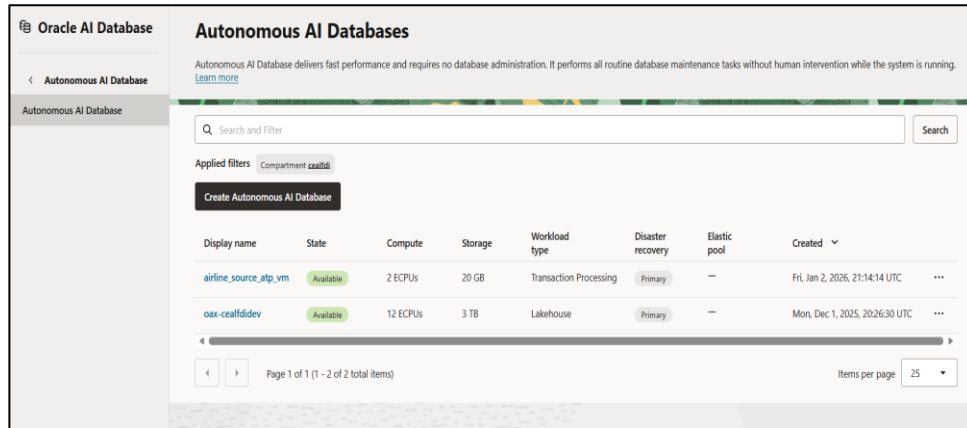 Oracle AI Database
Autonomous AI Database
Autonomous AI Database
Autonomous AI Databases
Autonomous AI Database delivers fast performance and requires no database administration. It performs all routine database maintenance tasks without human intervention while the system is running.
Learn more
Search and Filter
Search
Applied filters Compartment cealfdi
Create Autonomous AI Database
Display name State Compute Storage Workload type Disaster recovery Elastic pool Created
airline_source_atp_vm Available 2 ECPUs 20 GB Transaction Processing Primary — Fri, Jan 2, 2026, 21:14:14 UTC ...
oax-cealfdidev Available 12 ECPUs 3 TB Lakehouse Primary — Mon, Dec 1, 2025, 20:26:30 UTC ...
Page 1 of 1 (1 - 2 of 2 total items) Items per page 25